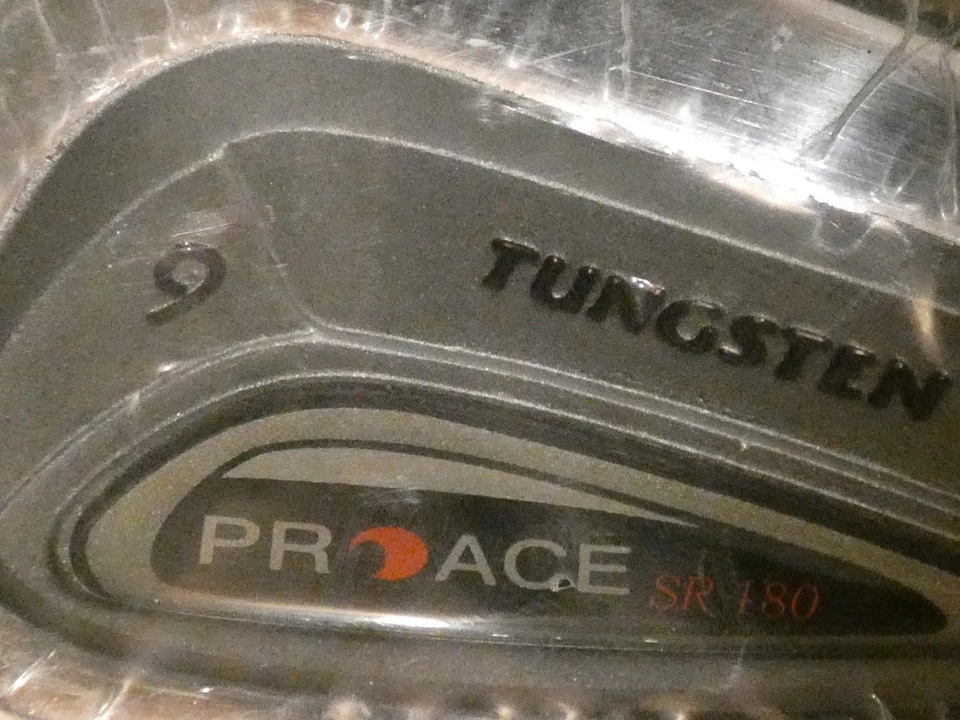 9
TUNGSTEN
PROACE SR 180